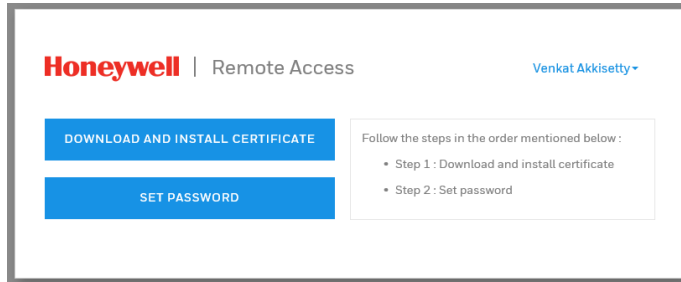 Honeywell | Remote Access
Venkat Akkisetty
DOWNLOAD AND INSTALL CERTIFICATE
SET PASSWORD
Follow the steps in the order mentioned below :
• Step 1 : Download and install certificate
• Step 2 : Set password